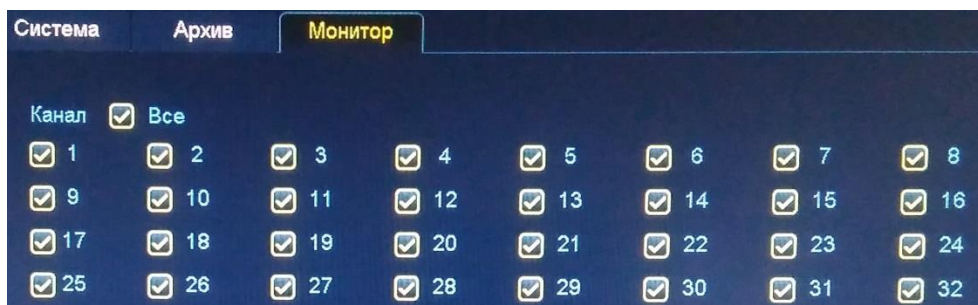 Система Архив Монитор
Канал Все
1 2 3 4 5 6 7 8
9 10 11 12 13 14 15 16
17 18 19 20 21 22 23 24
25 26 27 28 29 30 31 32